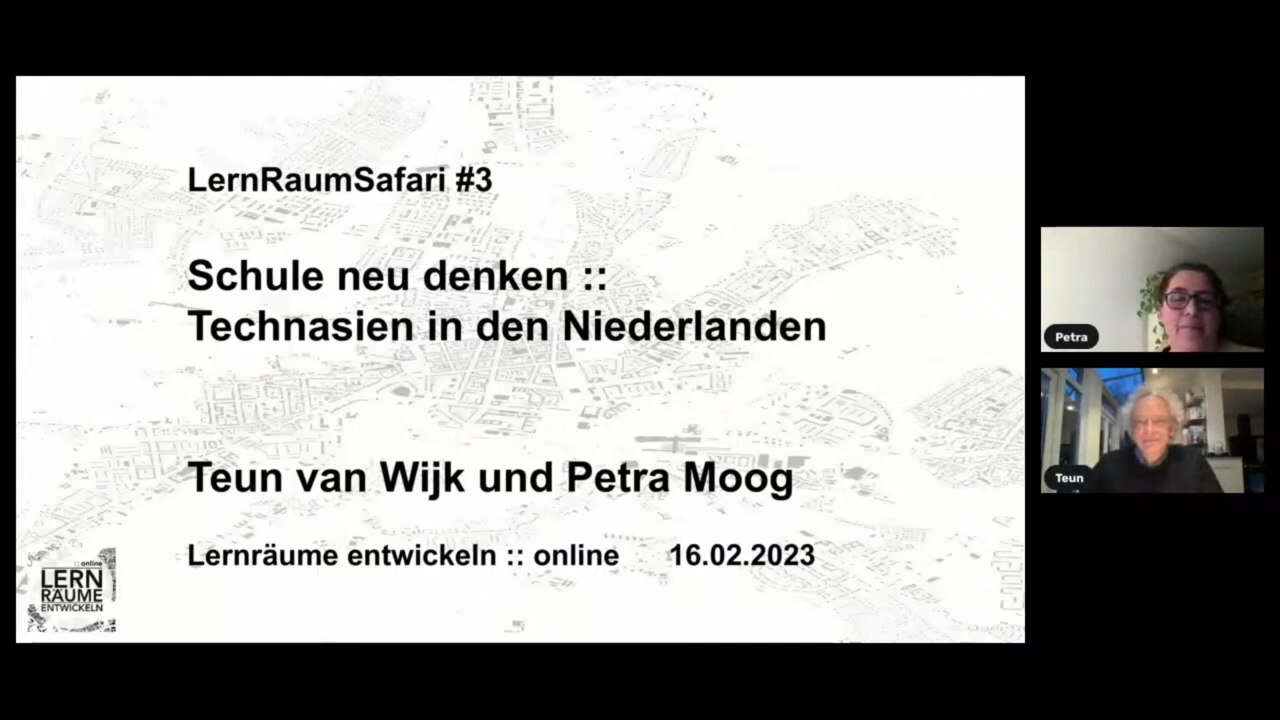 LernRaumSafari #3
Schule neu denken ::
Technasien in den Niederlanden
Teun van Wijk und Petra Moog
Lernräume entwickeln :: online 16.02.2023
:: online
LERN
RÄUME
ENTWICKELN
Petra
Teun